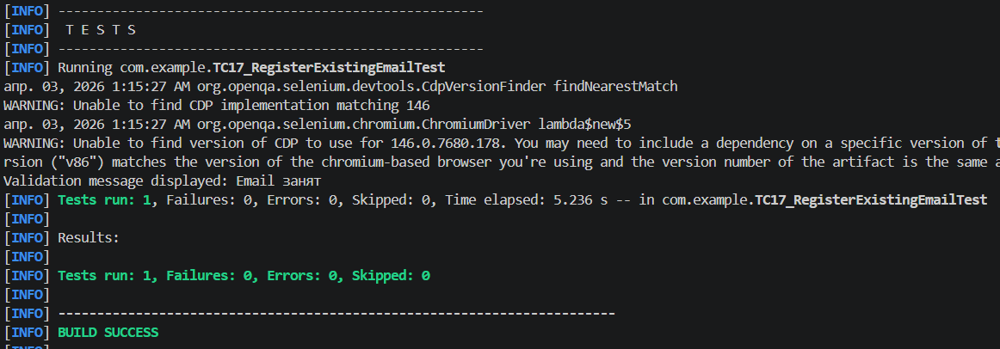 [INFO] -------------------------------------------------------
[INFO]  T E S T S
[INFO] -------------------------------------------------------
[INFO] Running com.example.TC17_RegisterExistingEmailTest
апр. 03, 2026 1:15:27 AM org.openqa.selenium.devtools.CdpVersionFinder findNearestMatch
WARNING: Unable to find CDP implementation matching 146
апр. 03, 2026 1:15:27 AM org.openqa.selenium.chromium.ChromiumDriver lambda$new$5
WARNING: Unable to find version of CDP to use for 146.0.7680.178. You may need to include a dependency on a specific version of
rsion ("v86") matches the version of the chromium-based browser you're using and the version number of the artifact is the same
Validation message displayed: Email занят
[INFO] Tests run: 1, Failures: 0, Errors: 0, Skipped: 0, Time elapsed: 5.236 s -- in com.example.TC17_RegisterExistingEmailTest
[INFO]
[INFO] Results:
[INFO]
[INFO] Tests run: 1, Failures: 0, Errors: 0, Skipped: 0
[INFO]
[INFO] ------------------------------------------------------------------------
[INFO] BUILD SUCCESS